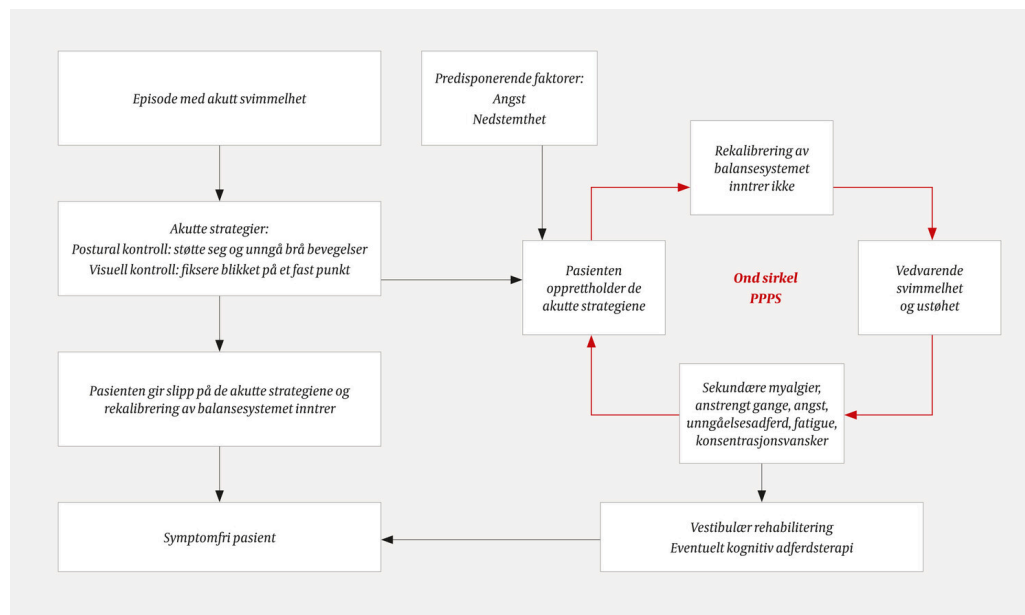 Episode med akutt svimmelhet
Predisponerende faktorer:
Angst
Nedstemthet
Akutte strategier:
Postural kontroll: støtte seg og unngå brå bevegelser
Visuell kontroll: fiksere blikket på et fast punkt
Pasienten gir slipp på de akutte strategiene og
rekalibrering av balansesystemet inntrer
Symptomfri pasient
Pasienten
opprettholder de
akutte strategiene
Rekalibrering av
balansesystemet
inntrer ikke
Ond sirkel
PPPS
Vedvarende
svimmelhet
og ustøhet
Sekundære myalgier,
anstrengt gange, angst,
unngåelsesadferd, fatigue,
konsentrasjonsvansker
Vestibulær rehabilitering
Eventuelt kognitiv adferdsterapi